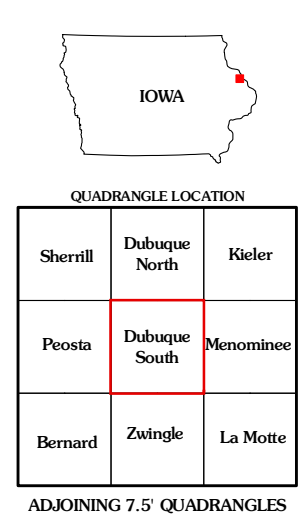 IOWA
QUADRANGLE LOCATION
Sherrill
Dubuque
North
Kieler
Peosta
Dubuque
South
Menominee
Bernard
Zwingle
La Motte
ADJOINING 7.5' QUADRANGLES